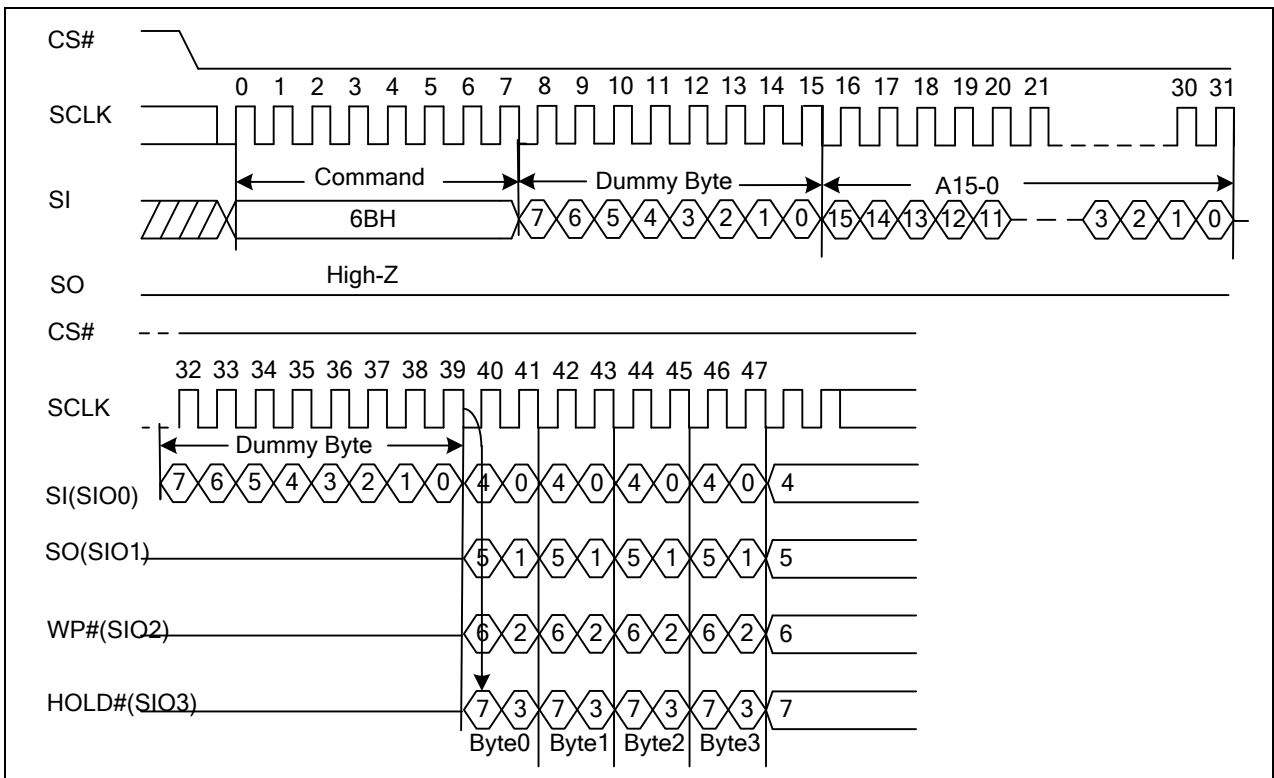 CS#
0 1 2 3 4 5 6 7 8 9 10 11 12 13 14 15 16 17 18 19 20 21 30 31
SCLK
Command Dummy Byte A15-0
SI
6BH 7 6 5 4 3 2 1 0 15 14 13 12 11 3 2 1 0
High-Z
SO
CS#
32 33 34 35 36 37 38 39 40 41 42 43 44 45 46 47
SCLK
Dummy Byte
SI(SIO0) 7 6 5 4 3 2 1 0 4 0 4 0 4 0 4 0 4
SO(SIO1) 5 1 5 1 5 1 5 1 5
WP#(SIO2) 6 2 6 2 6 2 6 2 6
HOLD#(SIO3) 7 3 7 3 7 3 7 3 7
Byte0 Byte1 Byte2 Byte3